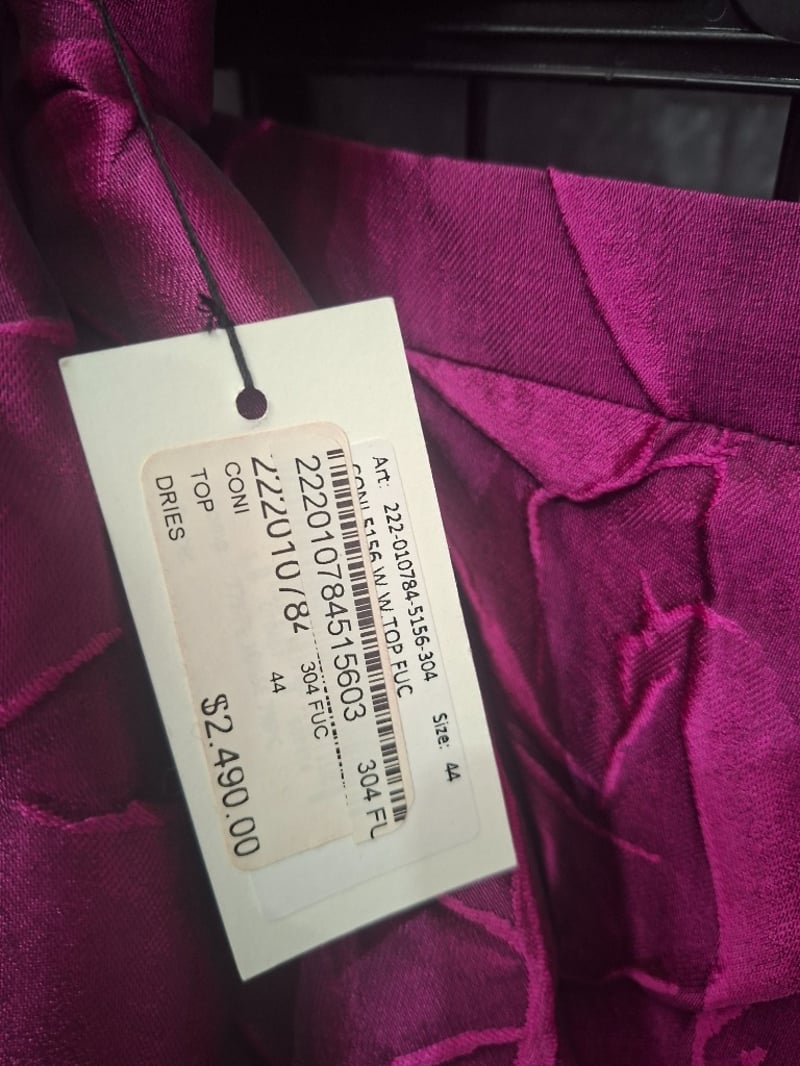 Art: 222-010784-5156-304 Size: 44
CONI 5156 W W TOP FUC
222010784515603 304 FU
222010784 304 FUC
CONI 44
TOP
DRIES $2.490.00